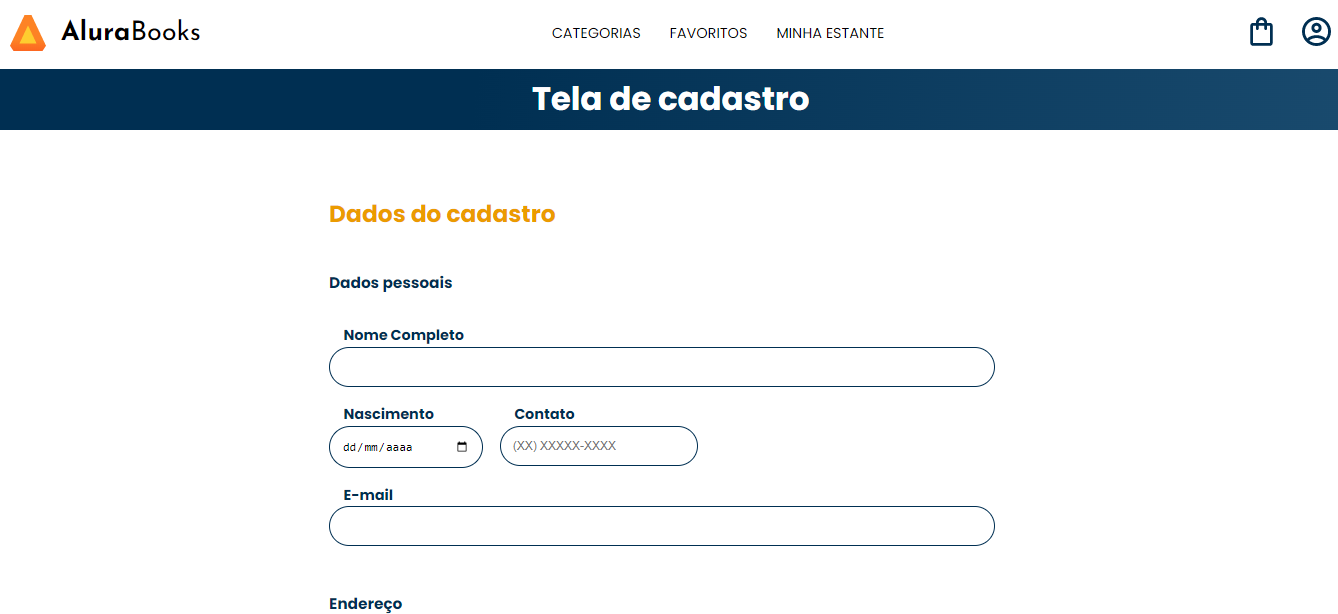 AluraBooks CATEGORIAS FAVORITOS MINHA ESTANTE
Tela de cadastro
Dados do cadastro
Dados pessoais
Nome Completo
Nascimento Contato
dd/mm/aaaa (XX) XXXXX-XXXX
E-mail
Endereço